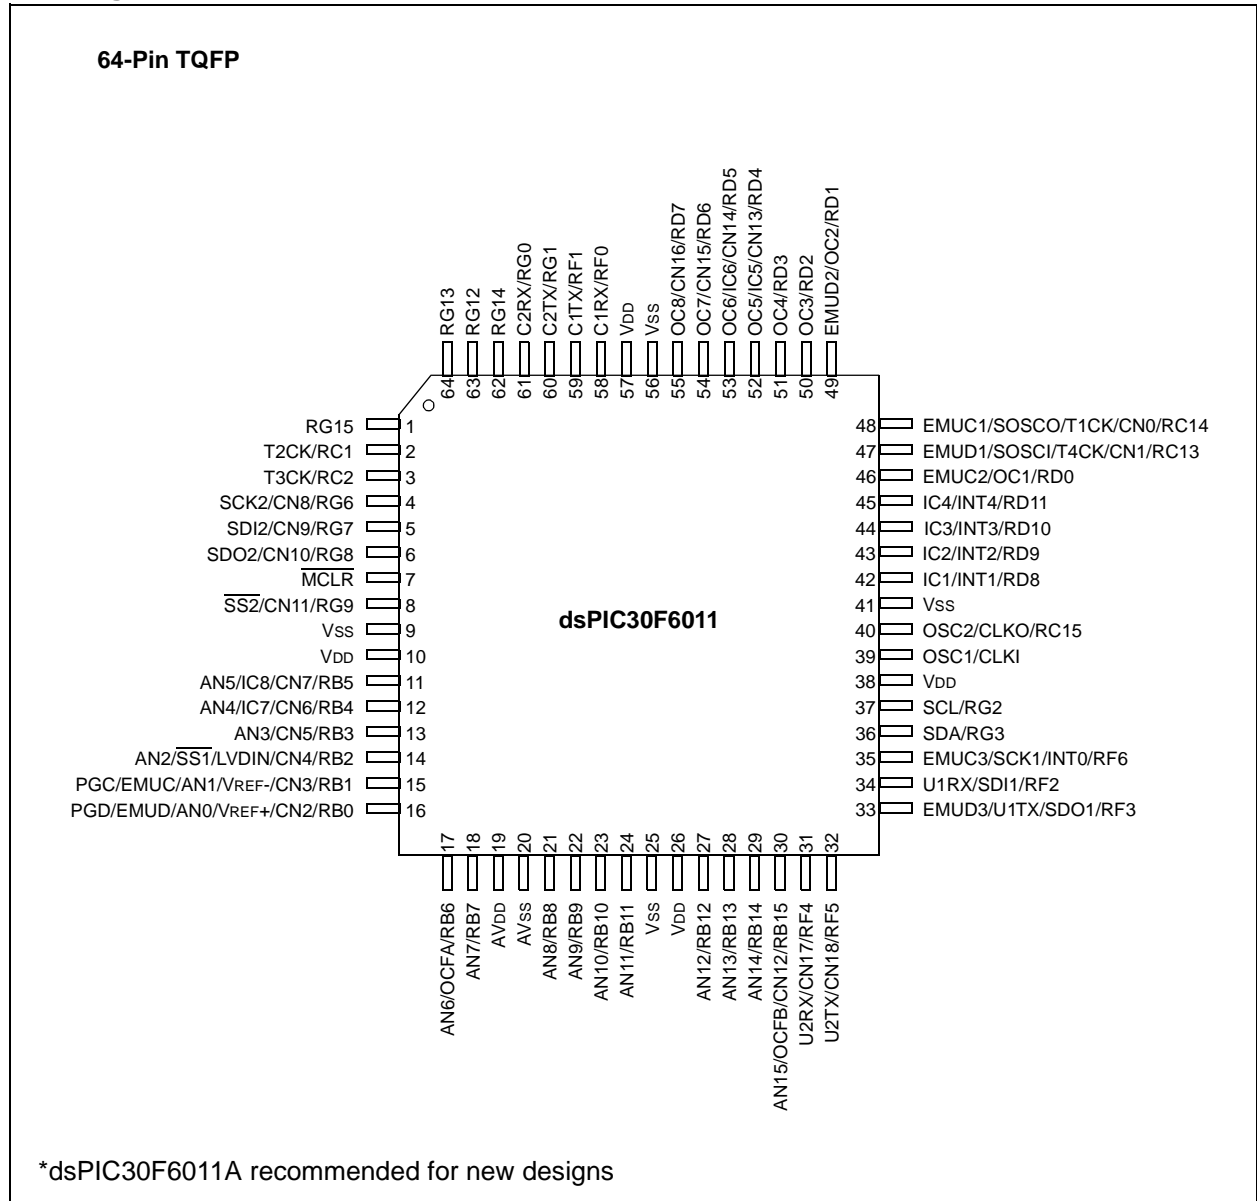 64-Pin TQFP
RG13
RG12
RG14
C2RX/RG0
C2TX/RG1
C1TX/RF1
C1RX/RF0
VDD
VSS
OC8/CN16/RD7
OC7/CN15/RD6
OC6/IC6/CN14/RD5
OC5/IC5/CN13/RD4
OC4/RD3
OC3/RD2
EMUD2/OC2/RD1
64 63 62 61 60 59 58 57 56 55 54 53 52 51 50 49
RG15 1
T2CK/RC1 2
T3CK/RC2 3
SCK2/CN8/RG6 4
SDI2/CN9/RG7 5
SDO2/CN10/RG8 6
MCLR 7
SS2/CN11/RG9 8
VSS 9
VDD 10
AN5/IC8/CN7/RB5 11
AN4/IC7/CN6/RB4 12
AN3/CN5/RB3 13
AN2/SS1/LVDIN/CN4/RB2 14
PGC/EMUC/AN1/VREF-/CN3/RB1 15
PGD/EMUD/AN0/VREF+/CN2/RB0 16
dsPIC30F6011
48 EMUC1/SOSCO/T1CK/CN0/RC14
47 EMUD1/SOSCI/T4CK/CN1/RC13
46 EMUC2/OC1/RD0
45 IC4/INT4/RD11
44 IC3/INT3/RD10
43 IC2/INT2/RD9
42 IC1/INT1/RD8
41 VSS
40 OSC2/CLKO/RC15
39 OSC1/CLKI
38 VDD
37 SCL/RG2
36 SDA/RG3
35 EMUC3/SCK1/INT0/RF6
34 U1RX/SDI1/RF2
33 EMUD3/U1TX/SDO1/RF3
17 18 19 20 21 22 23 24 25 26 27 28 29 30 31 32
AN6/OCFA/RB6
AN7/RB7
AVDD
AVSS
AN8/RB8
AN9/RB9
AN10/RB10
AN11/RB11
VSS
VDD
AN12/RB12
AN13/RB13
AN14/RB14
AN15/OCFB/CN12/RB15
U2RX/CN17/RF4
U2TX/CN18/RF5
*dsPIC30F6011A recommended for new designs